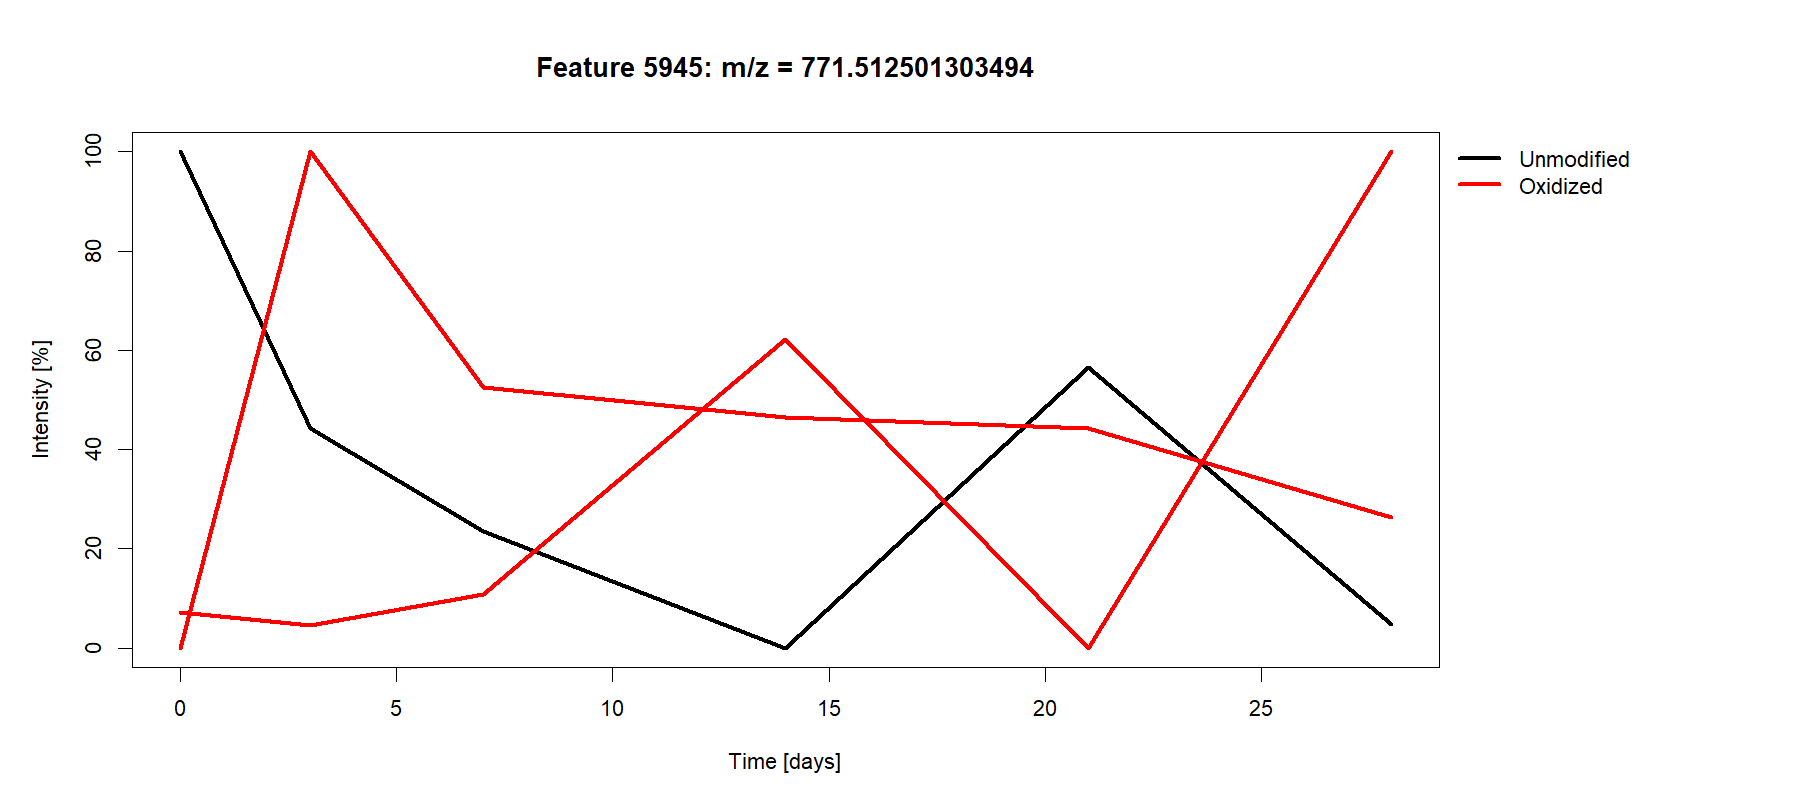 Feature 5945: m/z = 771.512501303494
Unmodified
Oxidized
Intensity [%]
100
80
60
40
20
0
0 5 10 15 20 25
Time [days]